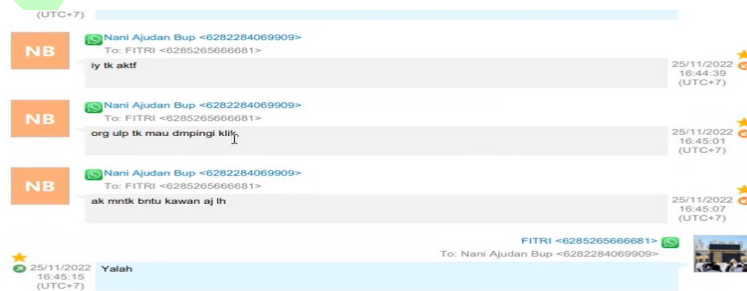 (UTC+7)
NB
Nani Ajudan Bup <6282284069909>
To: FITRI <6285265666681>
iy tk aktf
25/11/2022
16:44:39
(UTC+7)
NB
Nani Ajudan Bup <6282284069909>
To: FITRI <6285265666681>
org ulp tk mau dmpingi klik
25/11/2022
16:45:01
(UTC+7)
NB
Nani Ajudan Bup <6282284069909>
To: FITRI <6285265666681>
ak mntk bntu kawan aj lh
25/11/2022
16:45:07
(UTC+7)
FITRI <6285265666681>
To: Nani Ajudan Bup <6282284069909>
25/11/2022
16:45:15
(UTC+7)
Yalah